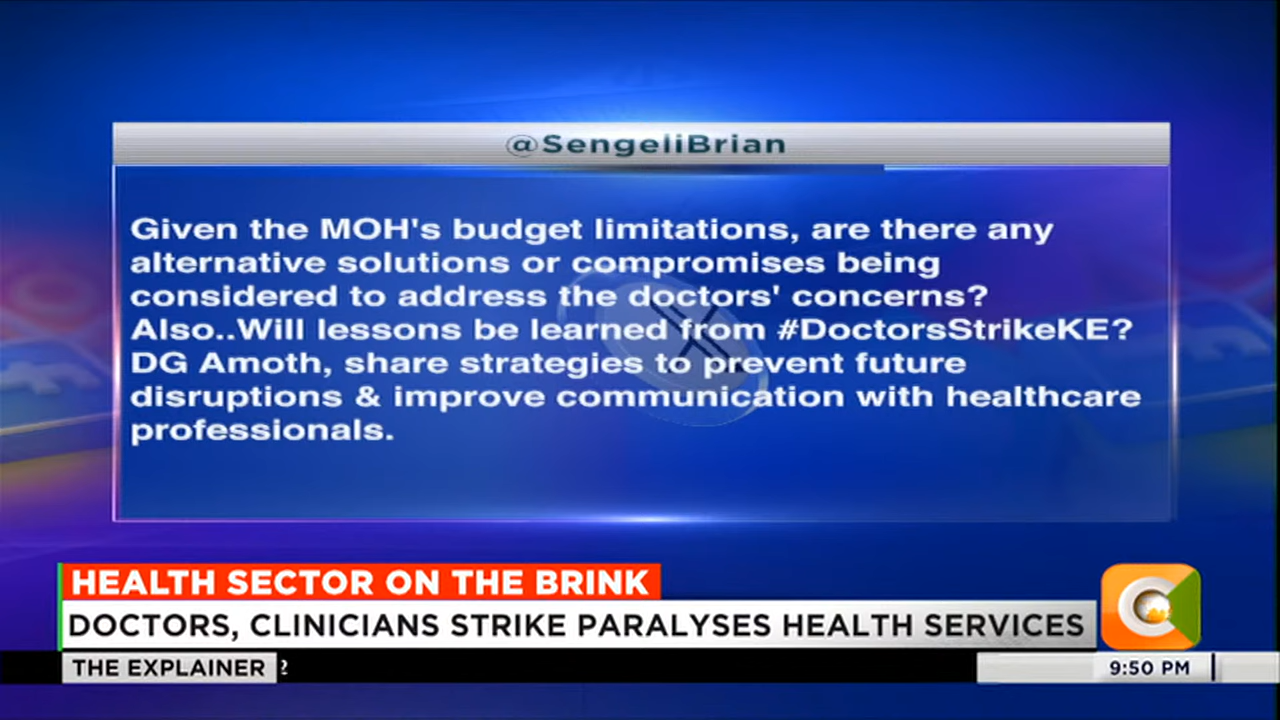 @SengeliBrian
Given the MOH's budget limitations, are there any
alternative solutions or compromises being
considered to address the doctors' concerns?
Also..Will lessons be learned from #DoctorsStrikeKE?
DG Amoth, share strategies to prevent future
disruptions & improve communication with healthcare
professionals.
HEALTH SECTOR ON THE BRINK
DOCTORS, CLINICIANS STRIKE PARALYSES HEALTH SERVICES
THE EXPLAINER
9:50 PM